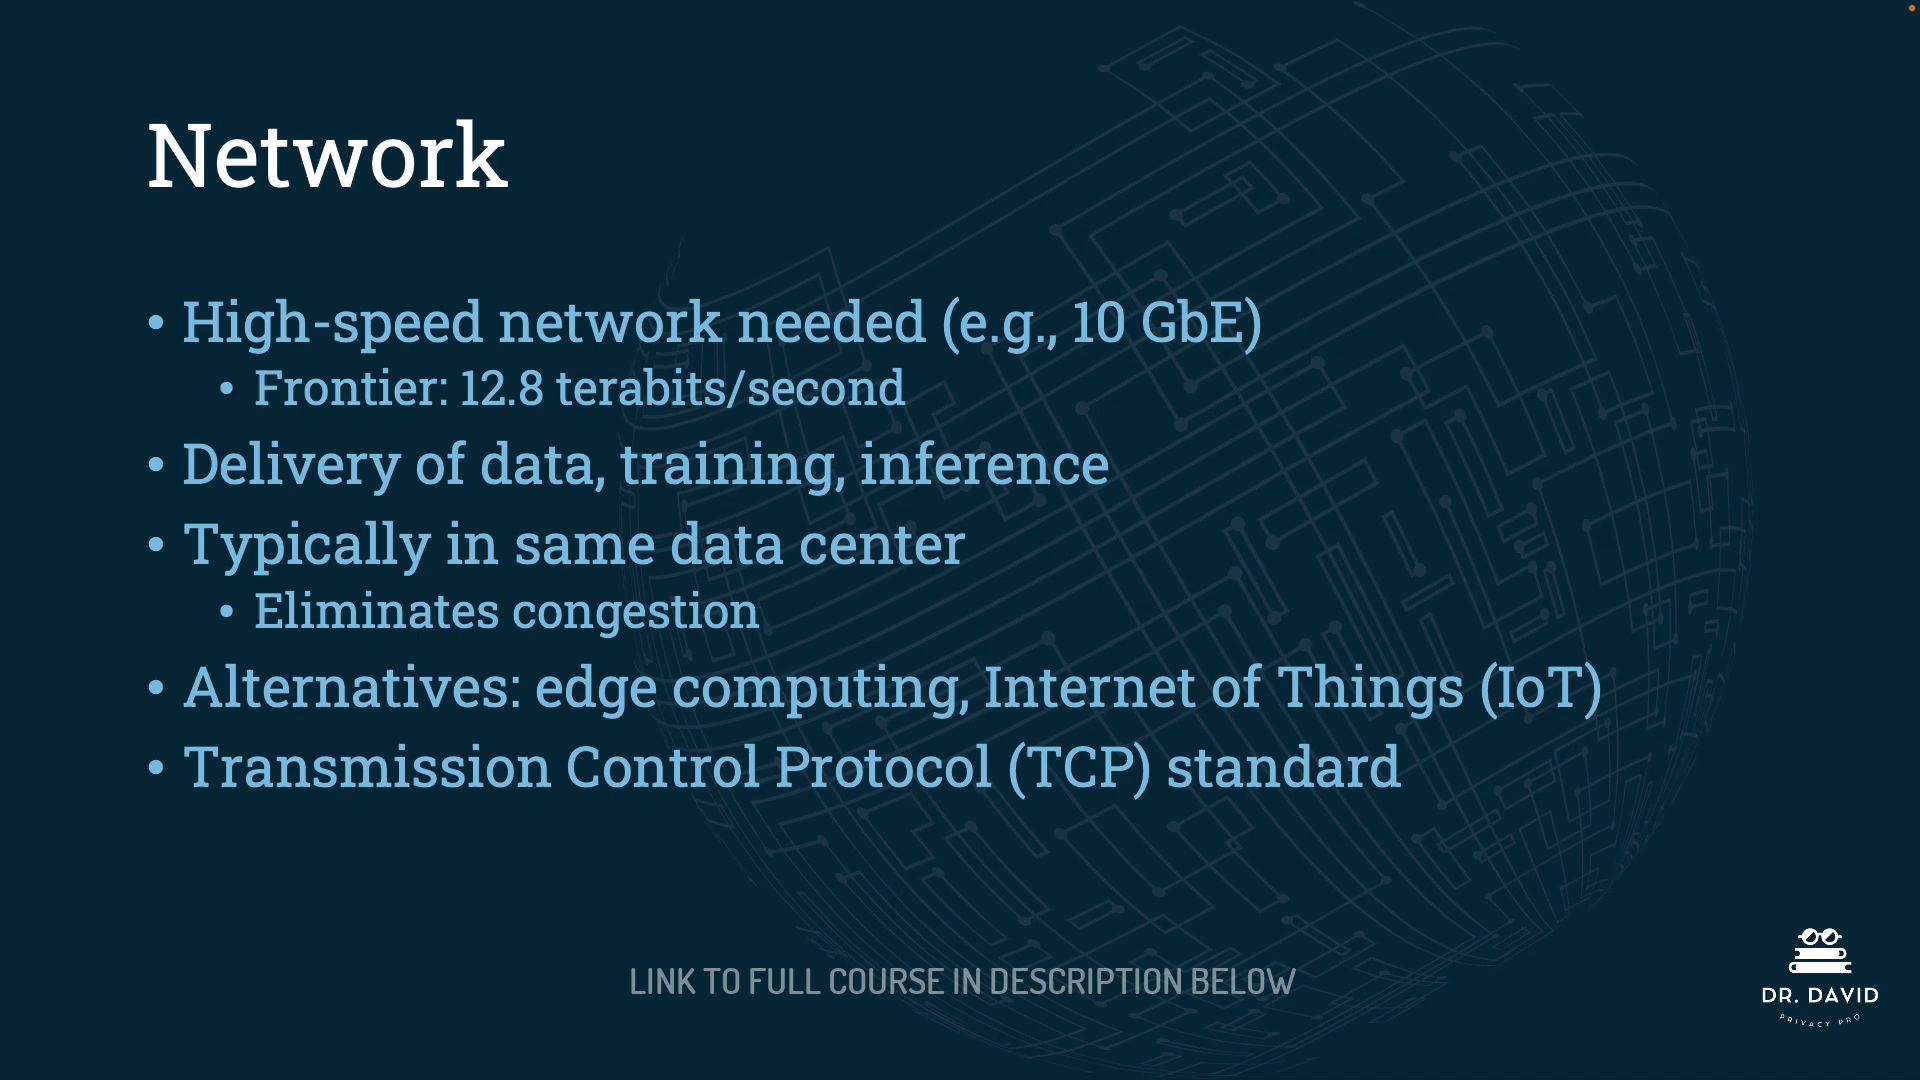 Network
• High-speed network needed (e.g., 10 GbE)
• Frontier: 12.8 terabits/second
• Delivery of data, training, inference
• Typically in same data center
• Eliminates congestion
• Alternatives: edge computing, Internet of Things (IoT)
• Transmission Control Protocol (TCP) standard
LINK TO FULL COURSE IN DESCRIPTION BELOW
DR. DAVID
PRIVACY PRO